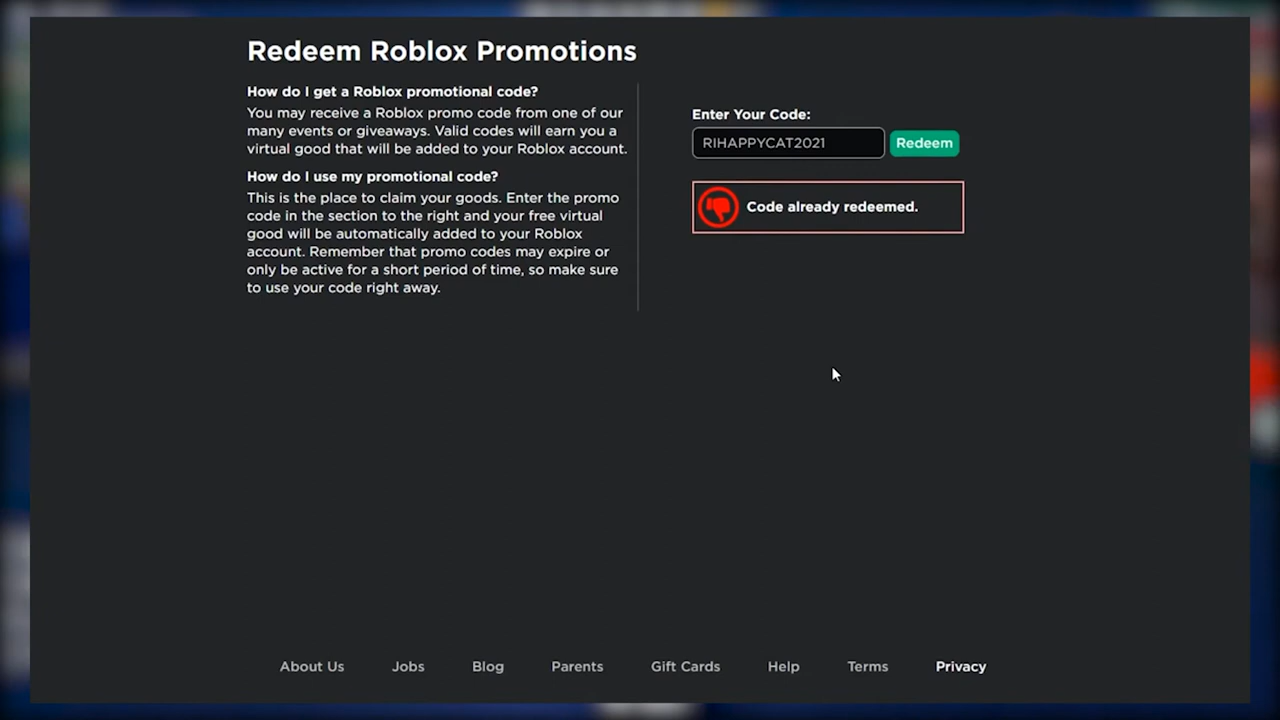 Redeem Roblox Promotions
How do I get a Roblox promotional code?
You may receive a Roblox promo code from one of our
many events or giveaways. Valid codes will earn you a
virtual good that will be added to your Roblox account.
How do I use my promotional code?
This is the place to claim your goods. Enter the promo
code in the section to the right and your free virtual
good will be automatically added to your Roblox
account. Remember that promo codes may expire or
only be active for a short period of time, so make sure
to use your code right away.
Enter Your Code:
RIHAPPYCAT2021 Redeem
Code already redeemed.
About Us Jobs Blog Parents Gift Cards Help Terms Privacy